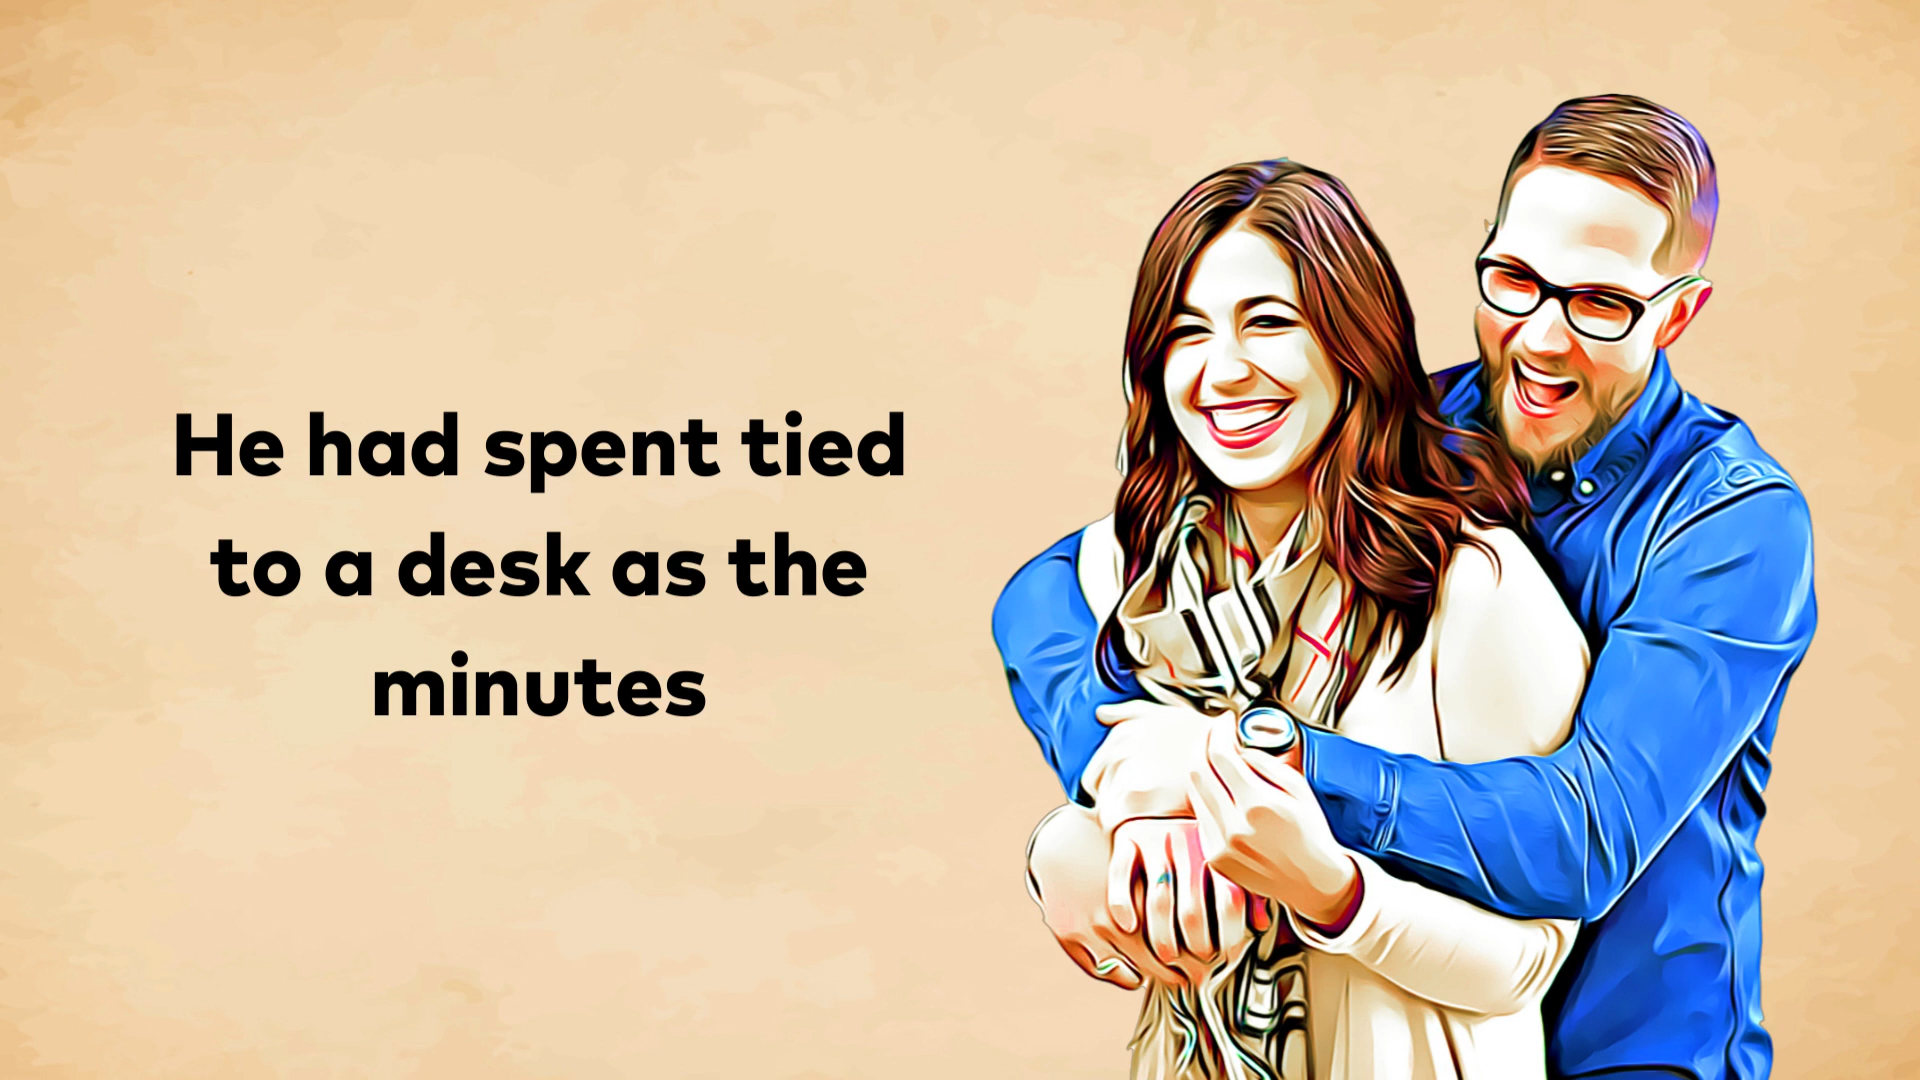 He had spent tied
to a desk as the
minutes